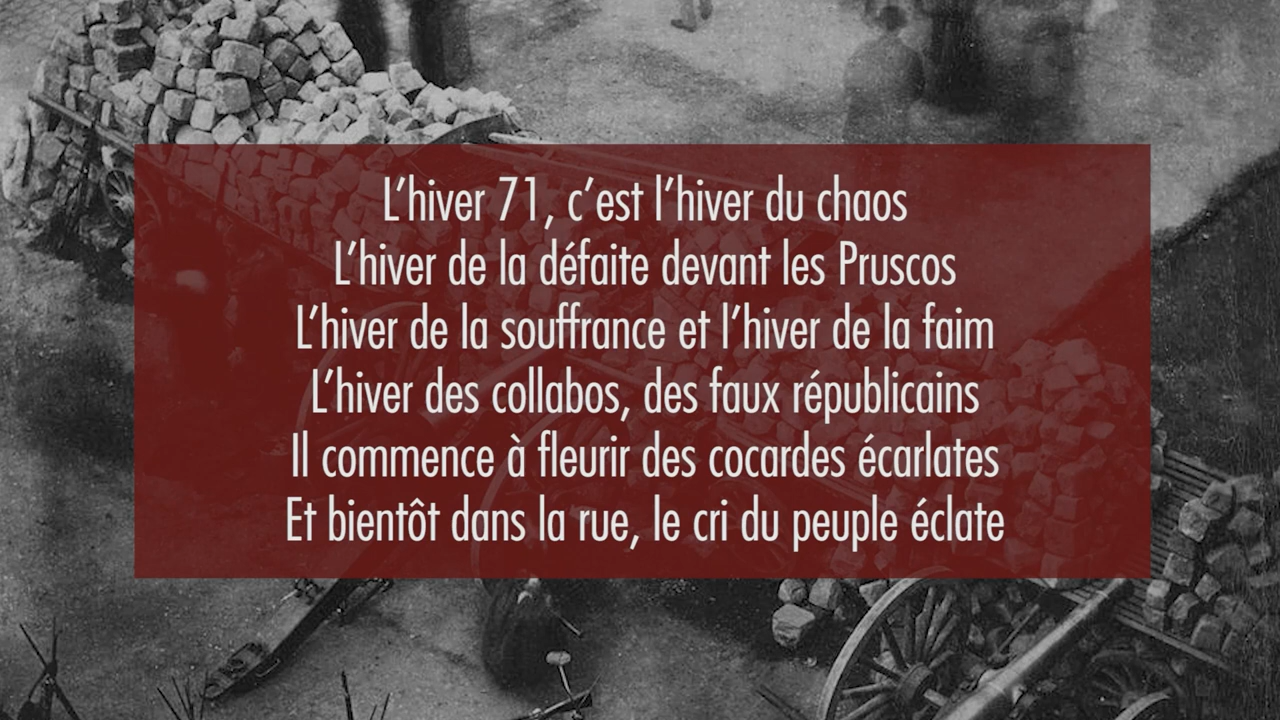 L’hiver 71, c’est l’hiver du chaos
L’hiver de la défaite devant les Pruscos
L’hiver de la souffrance et l’hiver de la faim
L’hiver des collabos, des faux républicains
Il commence à fleurir des cocardes écarlates
Et bientôt dans la rue, le cri du peuple éclate